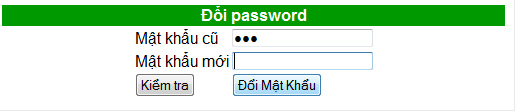 Đổi password
Mật khẩu cũ •••
Mật khẩu mới
Kiểm tra Đổi Mật Khẩu